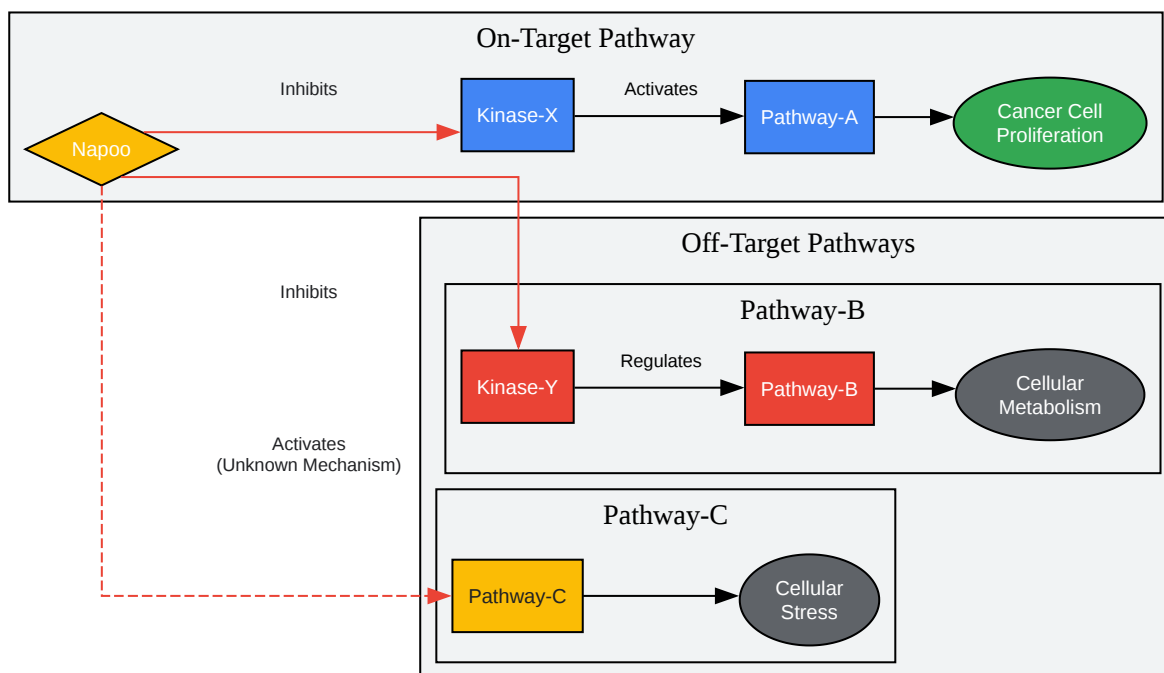 On-Target Pathway
Inhibits
Activates
Napoo
Kinase-X
Pathway-A
Cancer Cell
Proliferation
Off-Target Pathways
Inhibits
Pathway-B
Regulates
Kinase-Y
Pathway-B
Cellular
Metabolism
Activates
(Unknown Mechanism)
Pathway-C
Pathway-C
Cellular
Stress